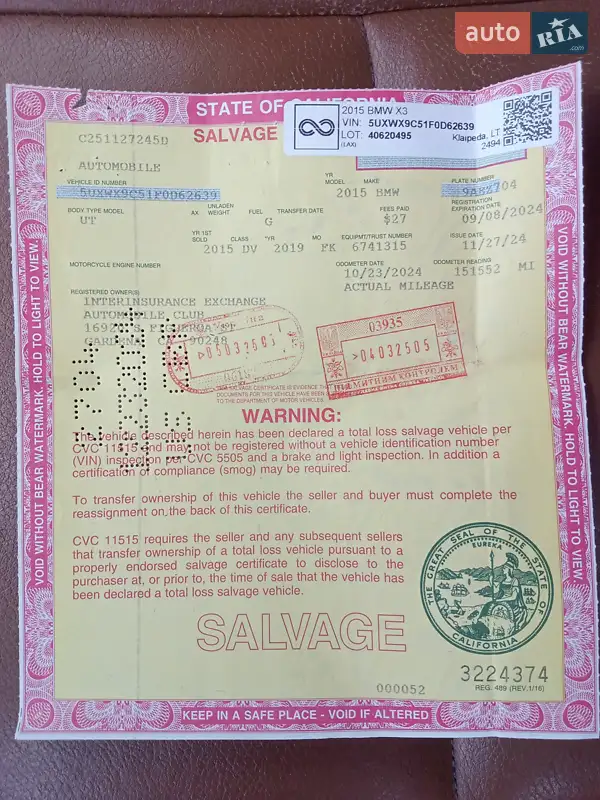 auto RIA .com
STATE OF CALIFORNIA
SALVAGE
2015 BMW X3
VIN: 5UXWX9C51F0D62639
LOT: 40620495
(LAX)
Klaipeda, LT
2494
C251127245D
AUTOMOBILE
VEHICLE ID NUMBER YR MODEL MAKE PLATE NUMBER
5UXWX9C51F0D62639 2015 BMW
BODY TYPE MODEL AX UNLADEN WEIGHT FUEL TRANSFER DATE FEES PAID REGISTRATION EXPIRATION DATE
UT G $27 09/08/2024
YR 1ST SOLD CLASS *YR MO EQUIPMT/TRUST NUMBER ISSUE DATE
2015 DV 2019 FK 6741315 11/27/24
MOTORCYCLE ENGINE NUMBER ODOMETER DATE ODOMETER READING
10/23/2024 151552 MI
ACTUAL MILEAGE
REGISTERED OWNER(S)
INTERINSURANCE EXCHANGE
AUTOMOBILE CLUB
GARDENA CA 90248
03935
>04032505
WARNING:
The vehicle described herein has been declared a total loss salvage vehicle per
CVC 11515 and may not be registered without a vehicle identification number
(VIN) inspection per CVC 5505 and a brake and light inspection. In addition a
certification of compliance (smog) may be required.
To transfer ownership of this vehicle the seller and buyer must complete the
reassignment on the back of this certificate.
CVC 11515 requires the seller and any subsequent sellers
that transfer ownership of a total loss vehicle pursuant to a
properly endorsed salvage certificate to disclose to the
purchaser at, or prior to, the time of sale that the vehicle has
been declared a total loss salvage vehicle.
THE GREAT SEAL OF THE STATE OF CALIFORNIA
EUREKA
SALVAGE
3224374
000052
REG. 489 (REV.1/16)
KEEP IN A SAFE PLACE - VOID IF ALTERED
VOID WITHOUT BEAR WATERMARK. HOLD TO LIGHT TO VIEW.
VOID WITHOUT BEAR WATERMARK. HOLD TO LIGHT TO VIEW.